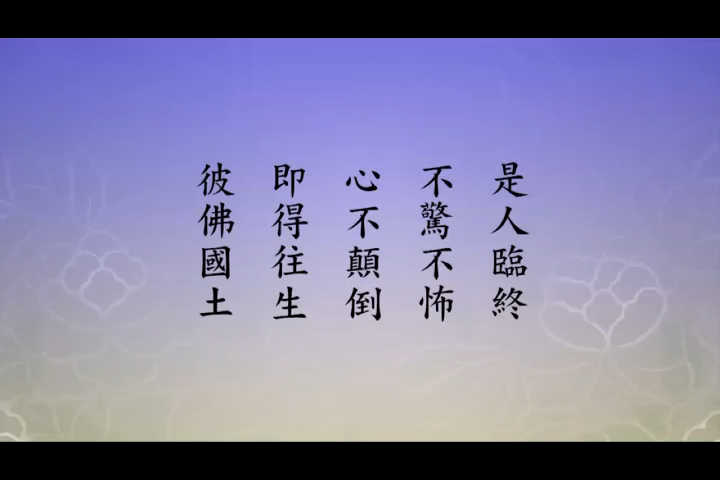 是人臨終
不驚不怖
心不顛倒
即得往生
彼佛國土